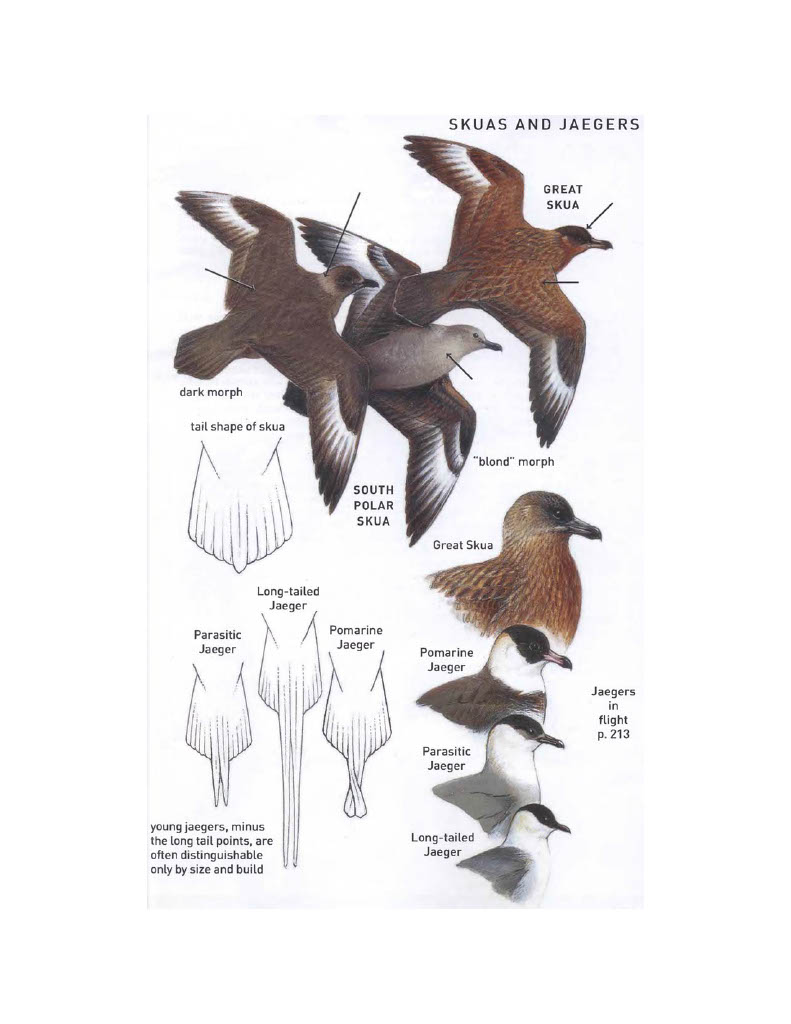 SKUAS AND JAEGERS
GREAT
SKUA
dark morph
tail shape of skua
"blond" morph
SOUTH
POLAR
SKUA
Great Skua
Long-tailed
Jaeger
Parasitic
Jaeger
Pomarine
Jaeger
Pomarine
Jaeger
Jaegers
in
flight
p. 213
Parasitic
Jaeger
Long-tailed
Jaeger
young jaegers, minus
the long tail points, are
often distinguishable
only by size and build